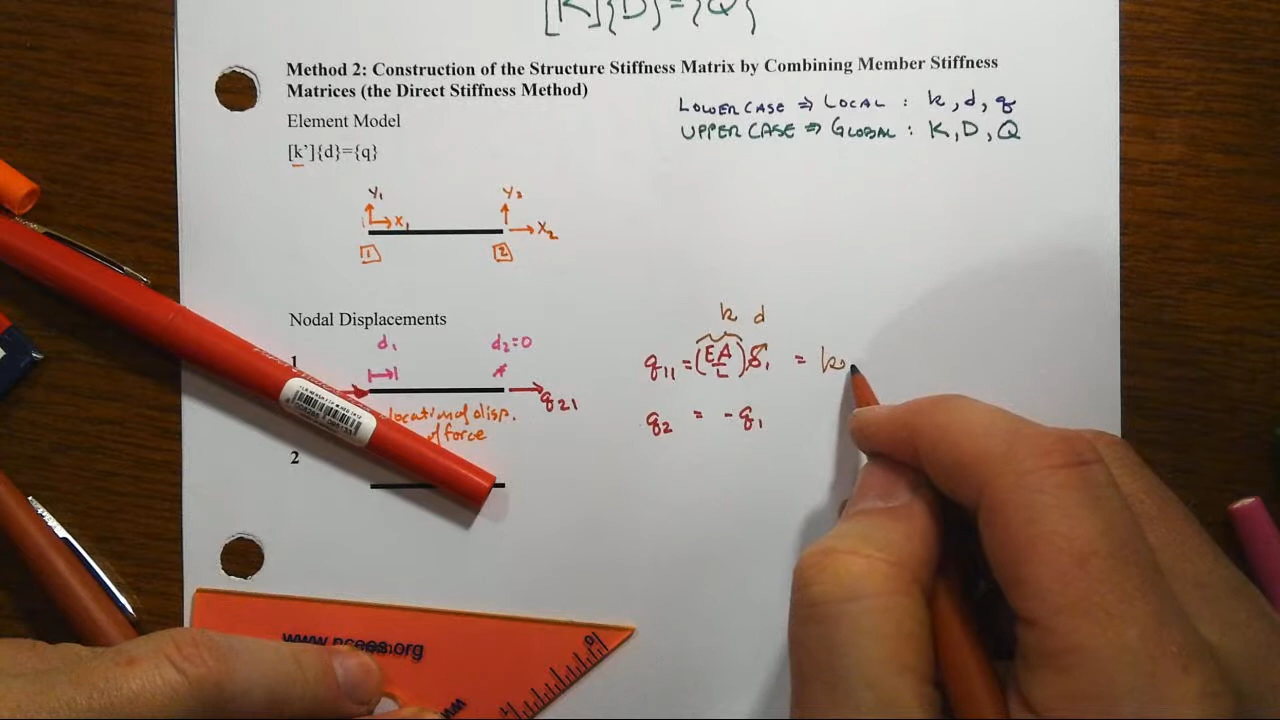 [K]{D}={Q}
Method 2: Construction of the Structure Stiffness Matrix by Combining Member Stiffness
Matrices (the Direct Stiffness Method)
LOWER CASE ⇒ LOCAL : k, d, q
UPPER CASE ⇒ GLOBAL : K, D, Q
Element Model
[k’]{d}={q}
Y₁ Y₂
X₁ X₂
1 2
Nodal Displacements
k d
d₁ d₂=0
1
q₁₁ = (EA/L) δ₁ = k
q₂₁
location of disp.
of force
q₂ = -q₁
2
www.ncees.org